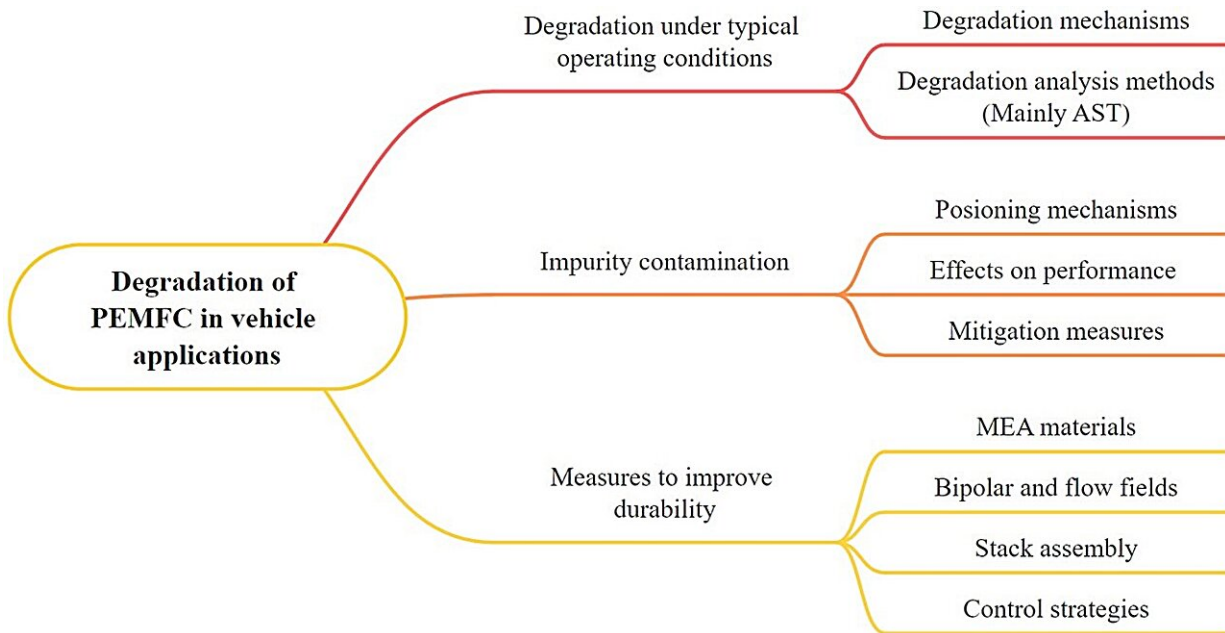 Degradation of
PEMFC in vehicle
applications
Degradation under typical
operating conditions
Degradation mechanisms
Degradation analysis methods
(Mainly AST)
Impurity contamination
Posioning mechanisms
Effects on performance
Mitigation measures
Measures to improve
durability
MEA materials
Bipolar and flow fields
Stack assembly
Control strategies